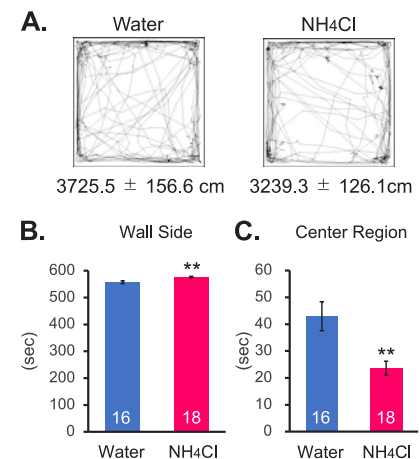 A.
Water NH4Cl
3725.5 ± 156.6 cm 3239.3 ± 126.1cm
B. Wall Side
600
500
400
300
200
100
0
(sec)
**
16 18
Water NH4Cl
C. Center Region
60
50
40
30
20
10
0
(sec)
**
16 18
Water NH4Cl